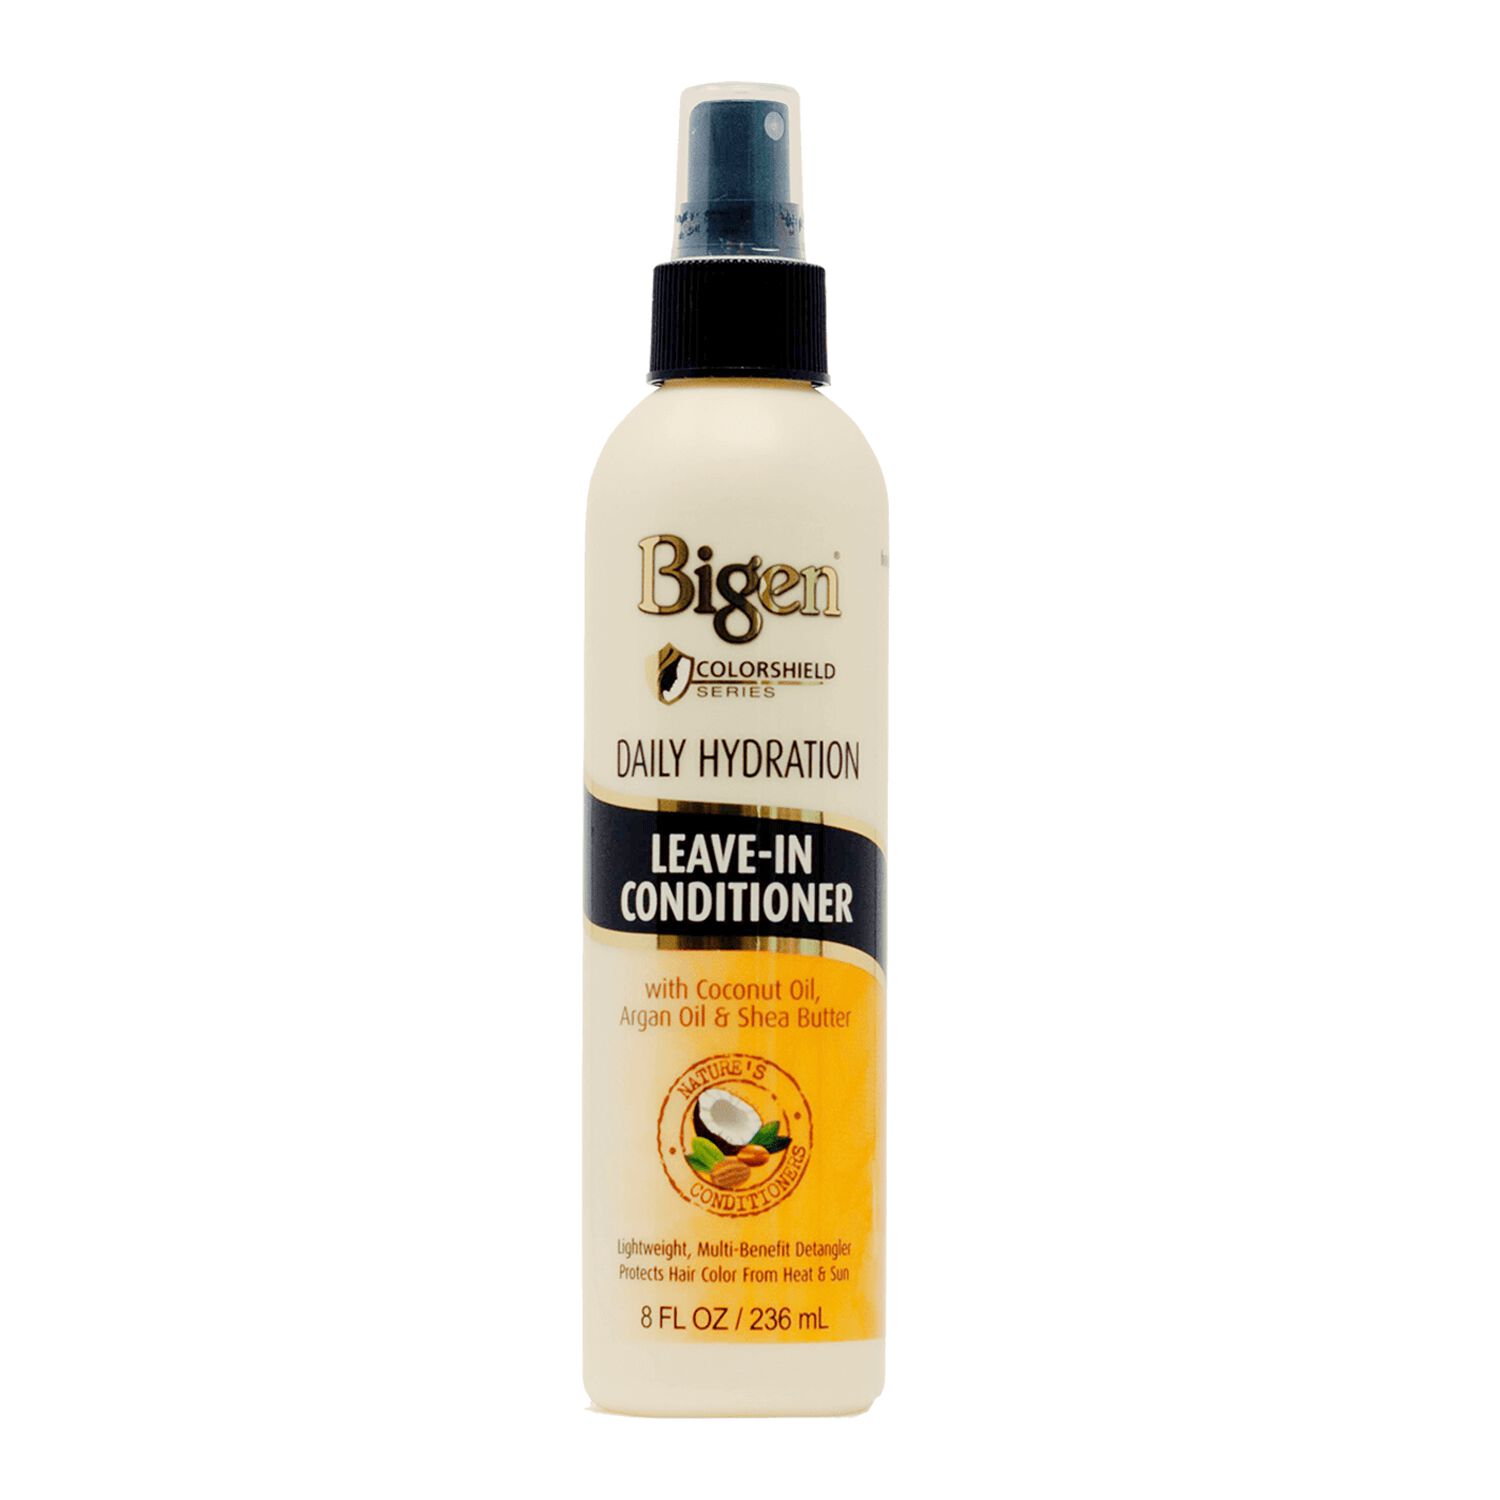 Bigen®
COLORSHIELD
SERIES
DAILY HYDRATION
LEAVE-IN
CONDITIONER
with Coconut Oil,
Argan Oil & Shea Butter
NATURE'S
CONDITIONERS
Lightweight, Multi-Benefit Detangler
Protects Hair Color From Heat & Sun
8 FL OZ / 236 mL